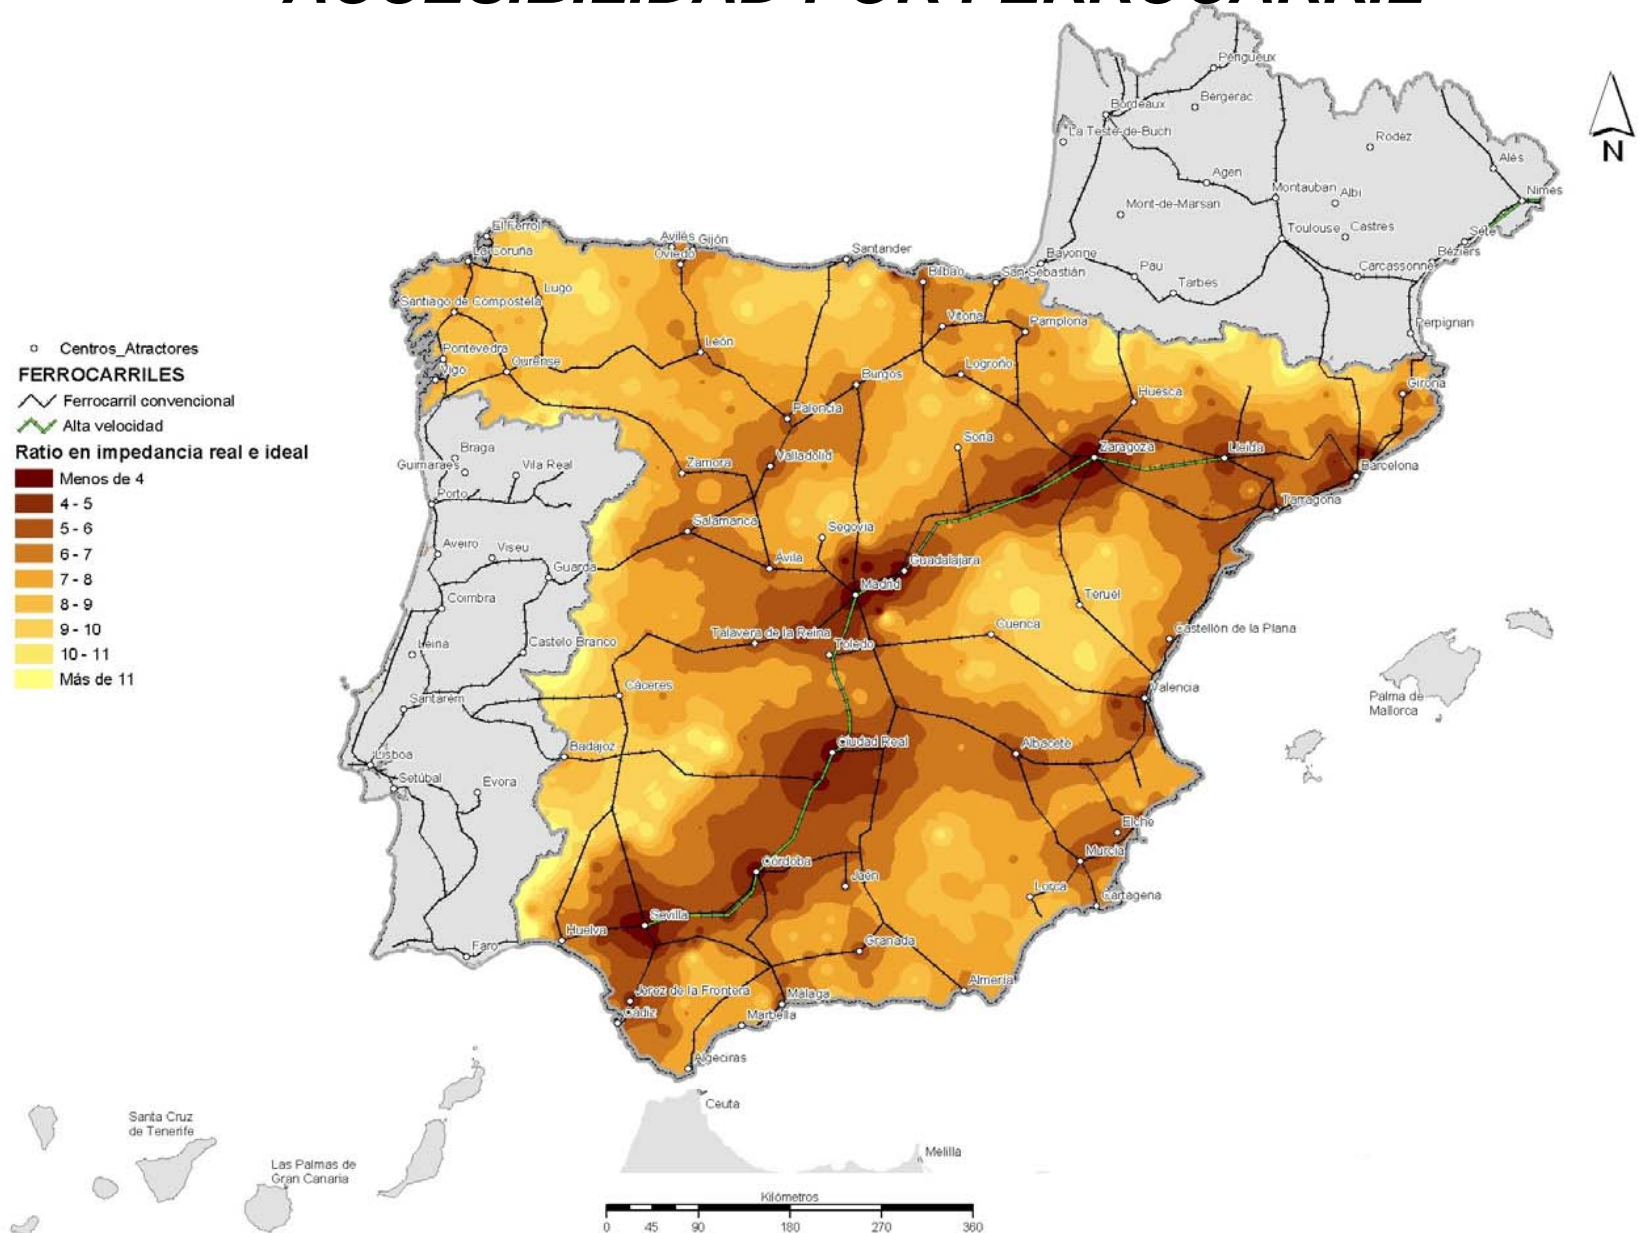 ACCESIBILIDAD POR FERROCARRIL
N
Périgueux
Bordeaux
Bergerac
La Teste-de-Buch
Rodez
Alès
Agen
Montauban
Albi
Nimes
Mont-de-Marsan
Toulouse
Castres
Sète
Béziers
Bayonne
Pau
Carcassonne
Tarbes
Perpignan
El Ferrol
La Coruña
Avilés
Gijón
Oviedo
Santander
Bilbao
San Sebastián
Lugo
Santiago de Compostela
Vitoria
Pamplona
Pontevedra
Ourense
León
Vigo
Logroño
Burgos
Huesca
Girona
Palencia
Soria
Zaragoza
Lleida
Barcelona
Zamora
Valladolid
Tarragona
Salamanca
Segovia
Ávila
Guadalajara
Madrid
Teruel
Talavera de la Reina
Toledo
Cuenca
Castellón de la Plana
Cáceres
Valencia
Palma de
Mallorca
Badajoz
Ciudad Real
Albacete
Elche
Córdoba
Murcia
Jaén
Lorca
Cartagena
Sevilla
Huelva
Granada
Almería
Jerez de la Frontera
Málaga
Cádiz
Marbella
Algeciras
Ceuta
Melilla
Braga
Guimaraes
Vila Real
Porto
Aveiro
Viseu
Guarda
Coimbra
Leiria
Castelo Branco
Santarém
Lisboa
Setúbal
Évora
Faro
Centros_Atractores
FERROCARRILES
Ferrocarril convencional
Alta velocidad
Ratio en impedancia real e ideal
Menos de 4
4 - 5
5 - 6
6 - 7
7 - 8
8 - 9
9 - 10
10 - 11
Más de 11
Santa Cruz
de Tenerife
Las Palmas de
Gran Canaria
Kilómetros
0 45 90 180 270 360